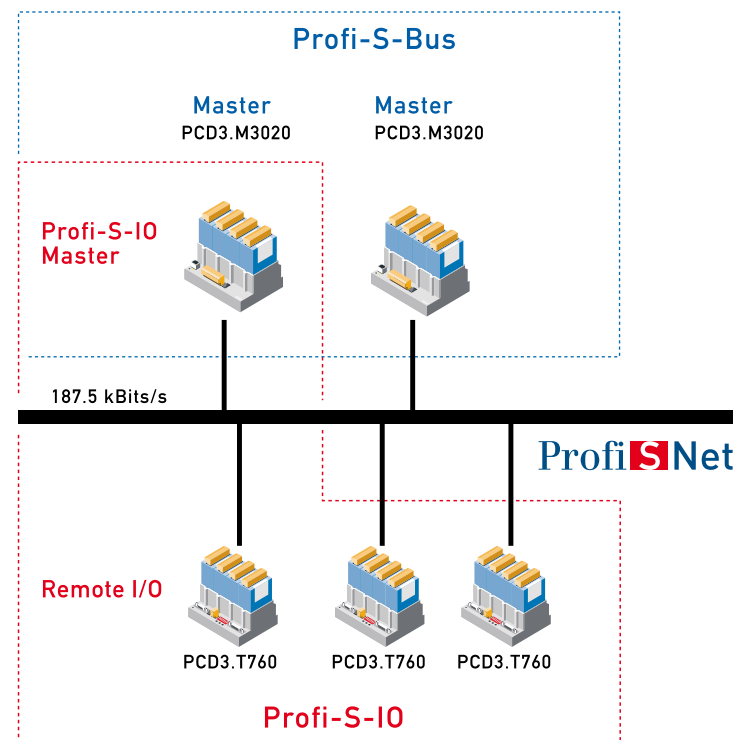 Profi-S-Bus
Master
PCD3.M3020
Master
PCD3.M3020
Profi-S-IO
Master
187.5 kBits/s
Profi S Net
Remote I/O
PCD3.T760
PCD3.T760
PCD3.T760
Profi-S-IO